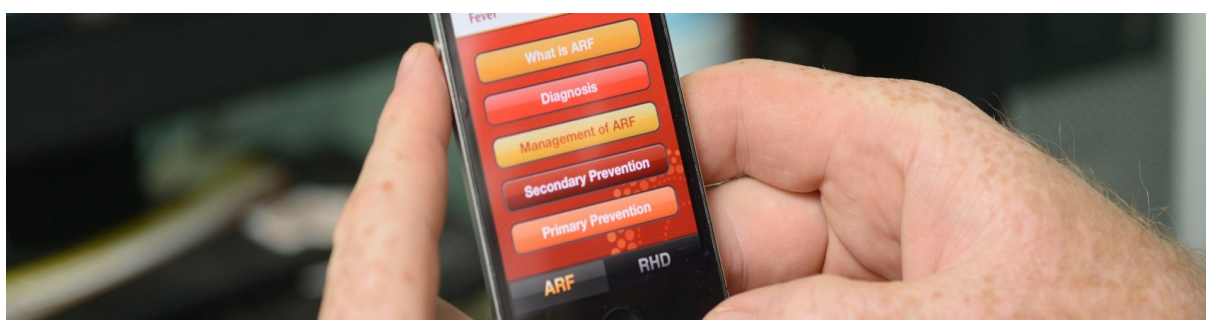 Fever
What is ARF
Diagnosis
Management of ARF
Secondary Prevention
Primary Prevention
ARF RHD